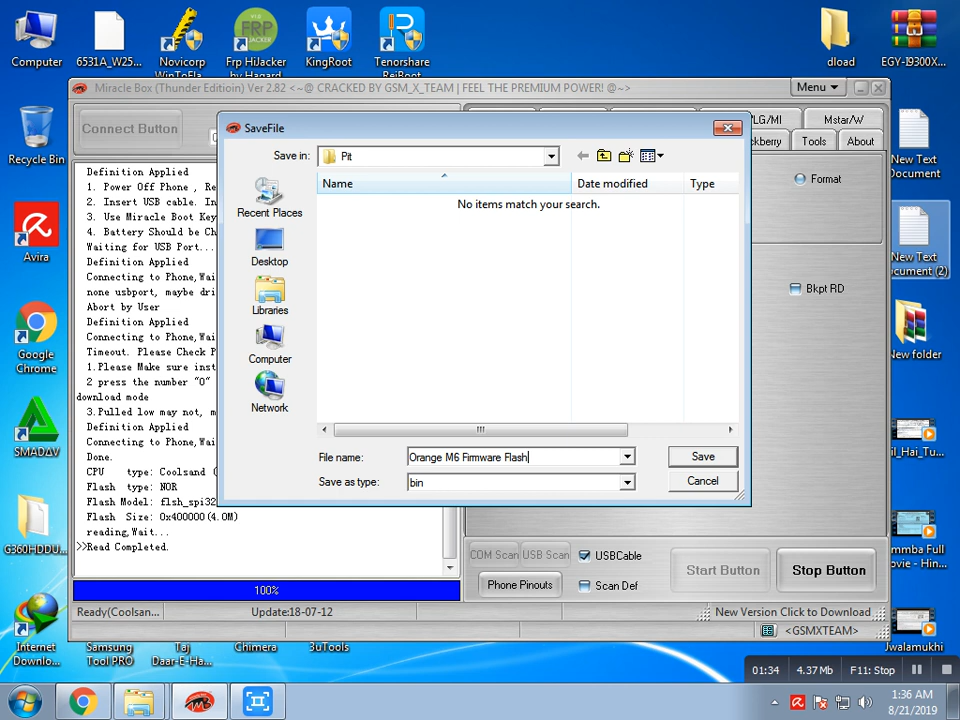 Computer
6531A_W25...
Novicorp
WinToFla...
Frp HiJacker
by Hagard
KingRoot
Tenorshare
ReiBoot
dload
EGY-I9300X...
Miracle Box (Thunder Edition) Ver 2.82 <~@ CRACKED BY GSM_X_TEAM | FEEL THE PREMIUM POWER! @~>
Menu
Connect Button
SaveFile
LG/MI
Mstar/W
ckberry
Tools
About
Recycle Bin
New Text
Document
Save in:
Pit
Name
Date modified
Type
No items match your search.
Recent Places
Desktop
Libraries
Computer
Network
Format
Bkpt RD
Definition Applied
1. Power Off Phone , Re
2. Insert USB cable. In
3. Use Miracle Boot Key
4. Battery Should be Ch
Waiting for USB Port...
Definition Applied
Connecting to Phone,Wai
none usbport, maybe dri
Abort by User
Definition Applied
Connecting to Phone,Wai
Timeout. Please Check P
1.Please Make sure inst
2 press the number "0"
download mode
3.Pulled low may not, m
Definition Applied
Connecting to Phone,Wai
Done.
CPU type: Coolsand (
Flash type: NOR
Flash Model: flsh_spi32
Flash Size: 0x400000(4.0M)
reading,Wait...
>>Read Completed.
Avira
New Text
ocument (2)
Google
Chrome
New folder
SMADΔV
il_Hai_Tu...
G360HDDU...
mmba Full
ovie - Hin...
File name:
Orange M6 Firmware Flash
Save
Save as type:
bin
Cancel
COM Scan
USB Scan
USBCable
Start Button
Stop Button
Phone Pinouts
Scan Def
100%
Ready(Coolsan...
Update:18-07-12
New Version Click to Download
<GSMXTEAM>
Internet
Downlo...
Samsung
Tool PRO
Taj
Daar-E-Ha...
Chimera
3uTools
Jwalamukhi
01:34
4.37 Mb
F11: Stop
1:36 AM
8/21/2019